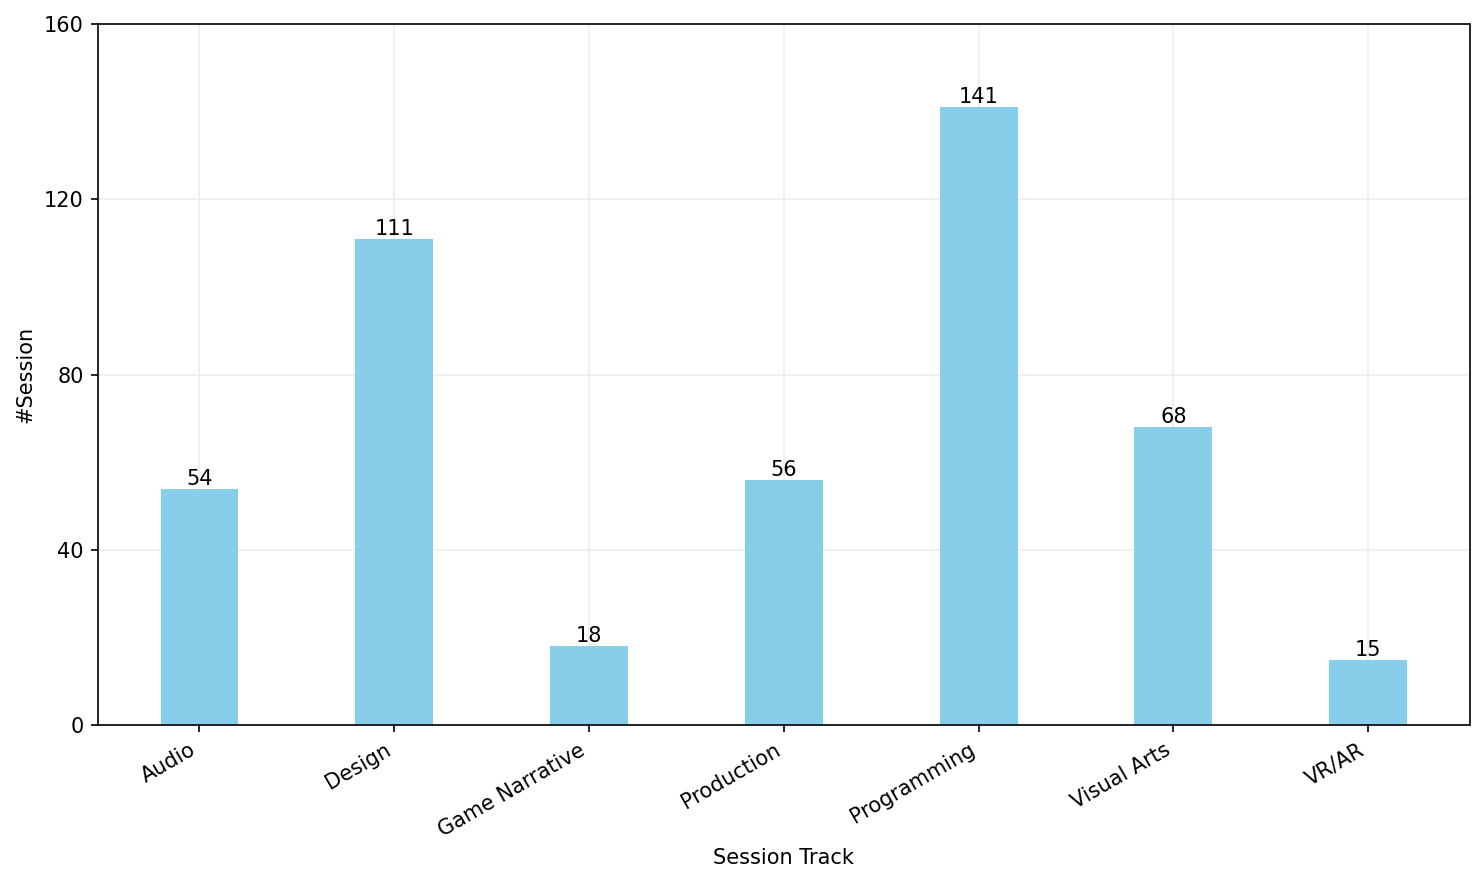 160
120
80
40
0
#Session
54
111
18
56
141
68
15
Audio
Design
Game Narrative
Production
Programming
Visual Arts
VR/AR
Session Track